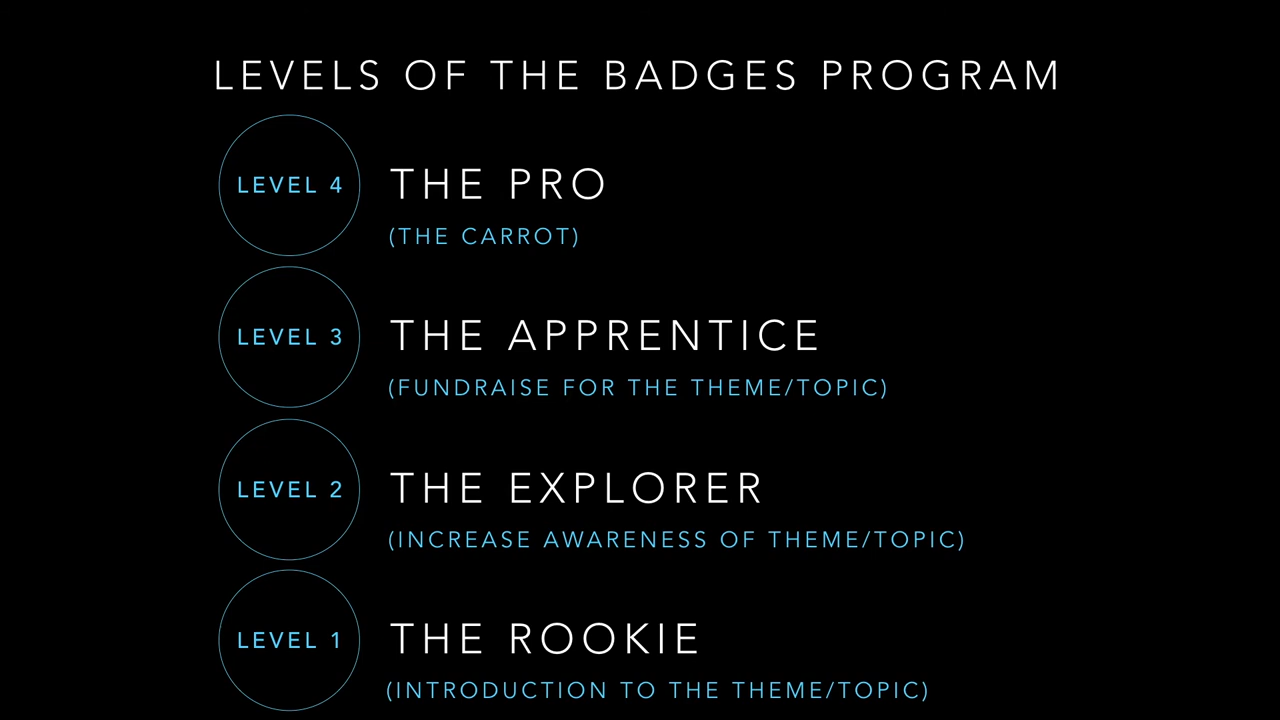 LEVELS OF THE BADGES PROGRAM
LEVEL 4
THE PRO
(THE CARROT)
LEVEL 3
THE APPRENTICE
(FUNDRAISE FOR THE THEME/TOPIC)
LEVEL 2
THE EXPLORER
(INCREASE AWARENESS OF THEME/TOPIC)
LEVEL 1
THE ROOKIE
(INTRODUCTION TO THE THEME/TOPIC)